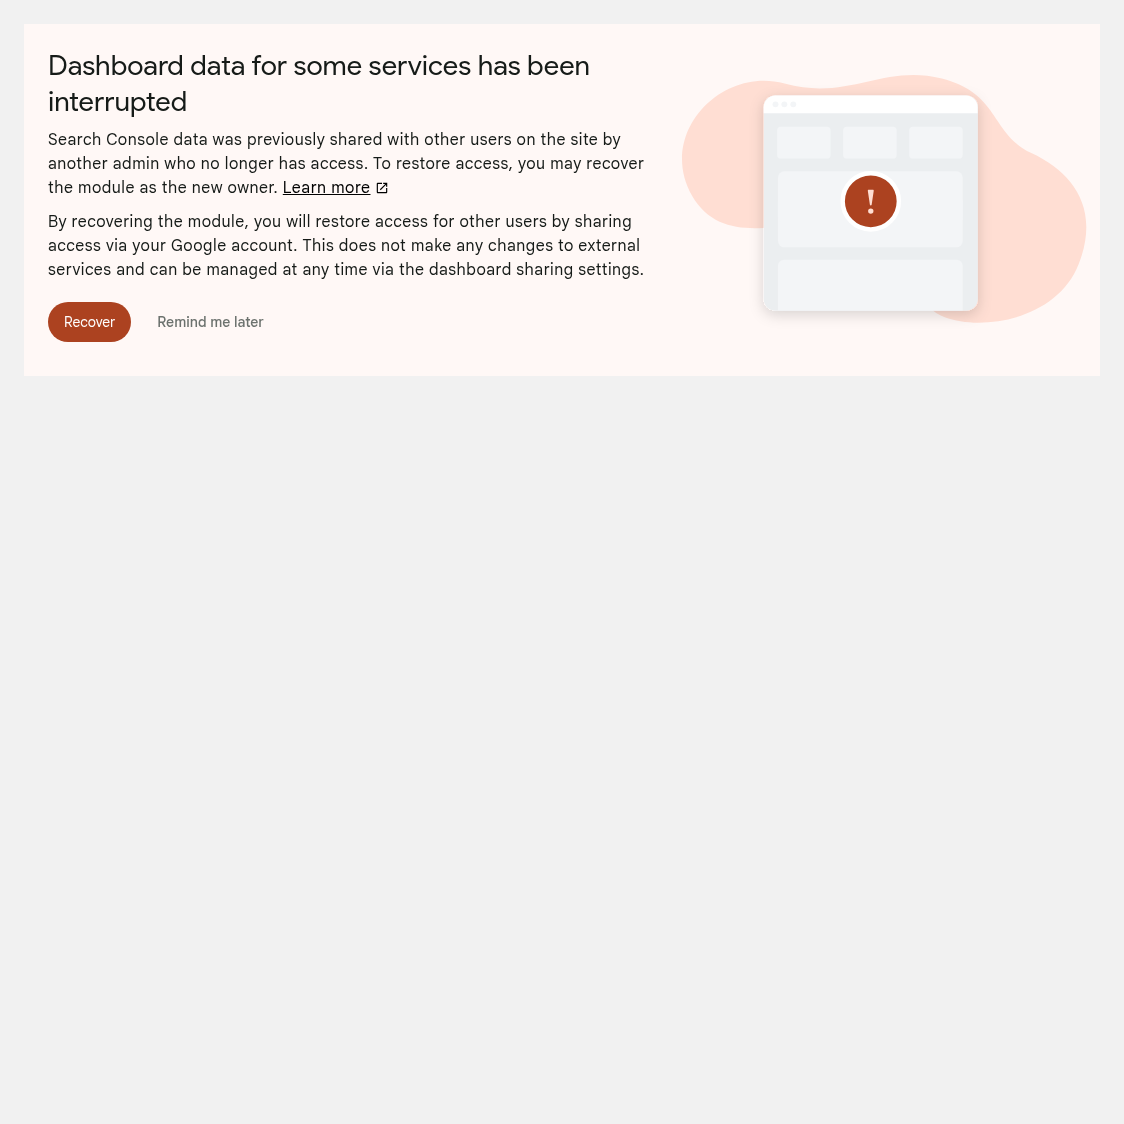 Dashboard data for some services has been
interrupted
Search Console data was previously shared with other users on the site by
another admin who no longer has access. To restore access, you may recover
the module as the new owner. Learn more
By recovering the module, you will restore access for other users by sharing
access via your Google account. This does not make any changes to external
services and can be managed at any time via the dashboard sharing settings.
Recover Remind me later
!